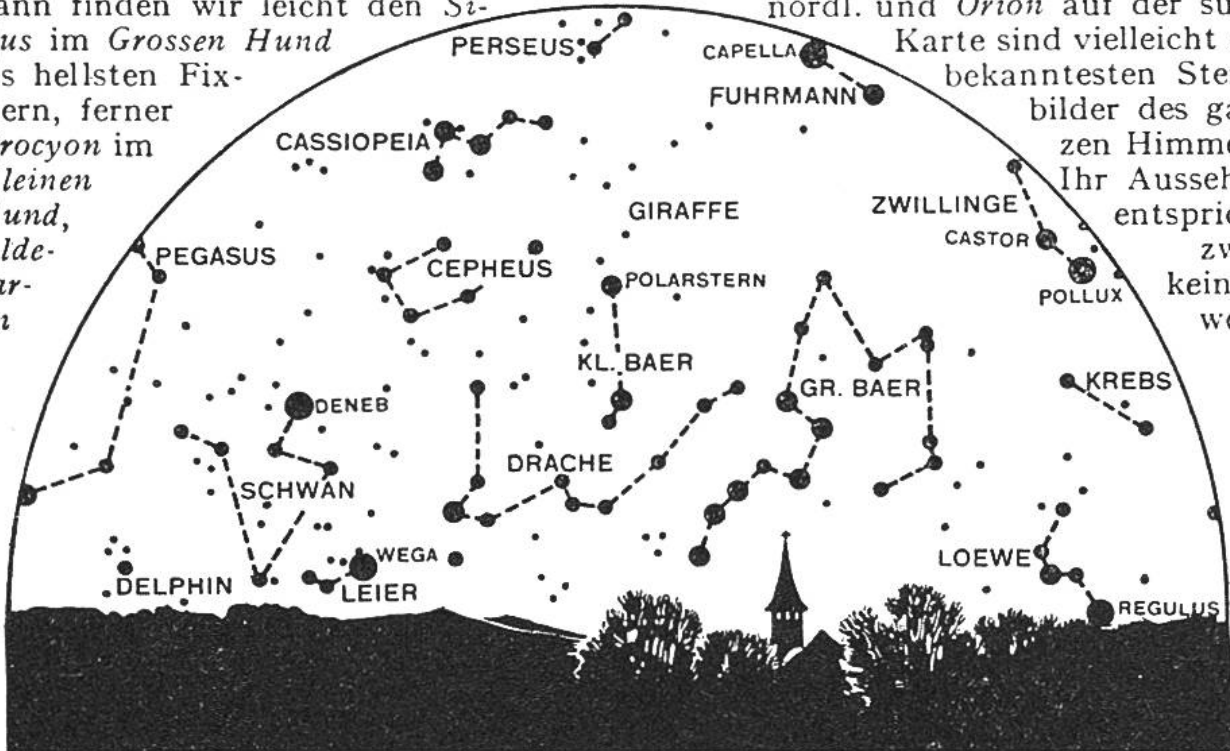 ann finden wir leicht den Si-
us im Grossen Hund
s hellsten Fix-
ern, ferner
rocyon im
leinen
und,
lde-
ar-
nördl. und Orion auf der sü
Karte sind vielleicht
bekanntesten Ste
bilder des ga
zen Himme
Ihr Ausseh
entsprie
zw
kein
we
PERSEUS
CAPELLA
FUHRMANN
CASSIOPEIA
GIRAFFE
ZWILLINGE
CASTOR
POLLUX
PEGASUS
CEPHEUS
POLARSTERN
KL. BAER
GR. BAER
KREBS
DENEB
SCHWAN
DRACHE
WEGA
LEIER
DELPHIN
LOEWE
REGULUS